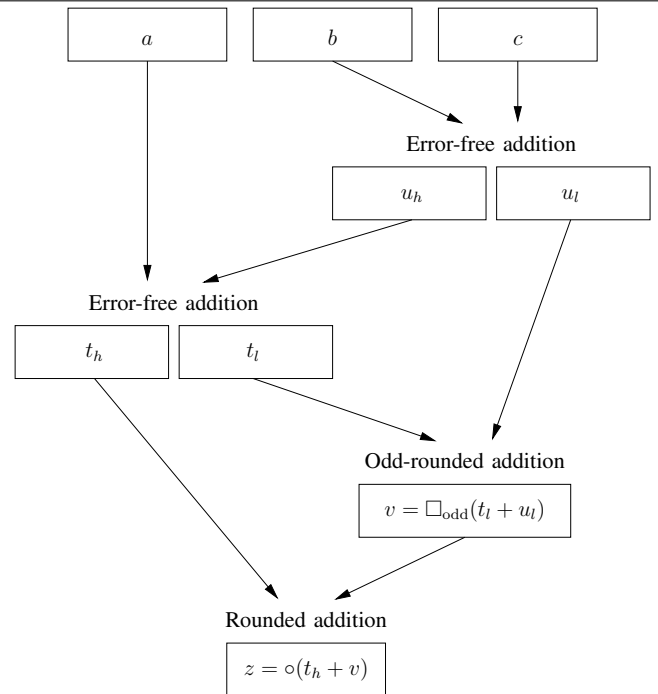 a b c
Error-free addition
u_h u_l
Error-free addition
t_h t_l
Odd-rounded addition
v = □_odd(t_l + u_l)
Rounded addition
z = ∘(t_h + v)